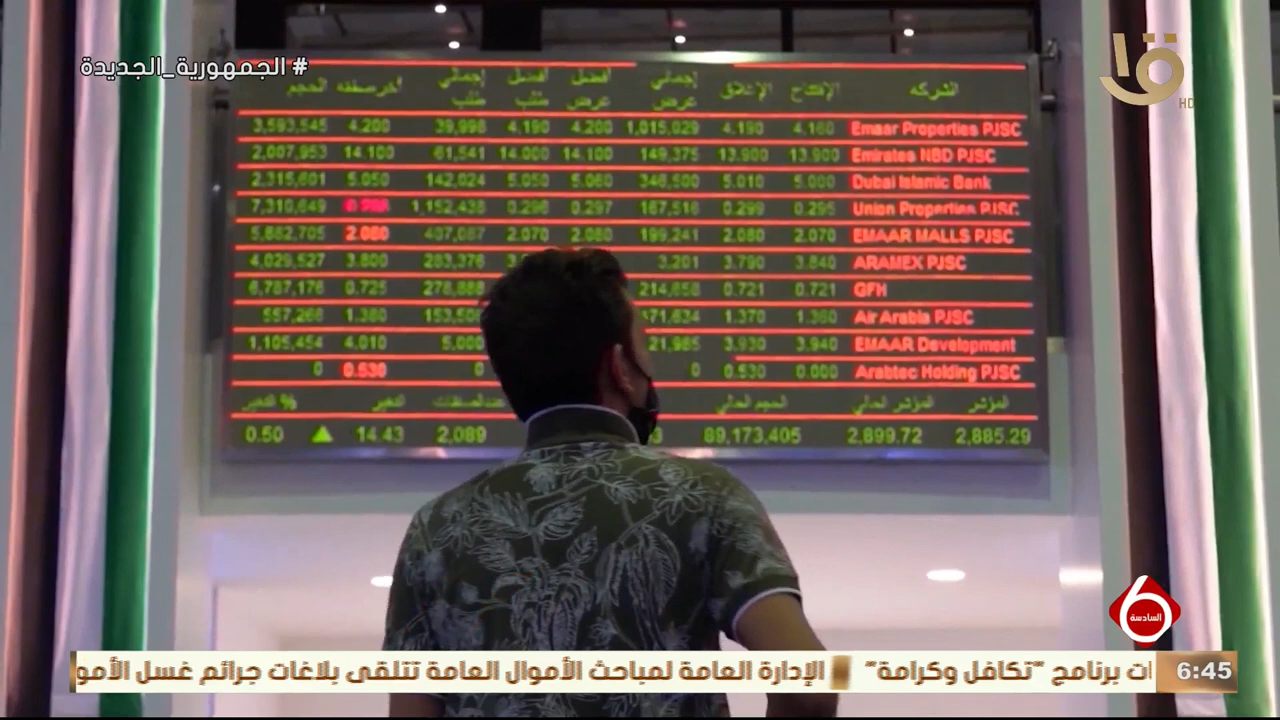 #الجمهورية_الجديدة
HD
الشركه الإفتتاح الإغلاق إجمالي عرض أفضل عرض أفضل طلب إجمالي طلب أخر صفقه الحجم
Emaar Properties PJSC 4.160 4.190 1,015,029 4.200 4.190 39,998 4.200 3,593,545
Emirates NBD PJSC 13.900 13.900 149,375 14.100 14.000 61,541 14.100 2,007,953
Dubai Islamic Bank 5.000 5.010 346,500 5.060 5.050 142,024 5.050 2,315,601
Union Properties PJSC 0.295 0.299 167,516 0.297 0.296 1,152,438 7,310,649
EMAAR MALLS PJSC 2.070 2.080 199,241 2.080 2.070 407,087 2.080 5,882,705
ARAMEX PJSC 3.840 3.790 3,201 283,376 3.800 4,029,527
GFH 0.721 0.721 214,858 278,888 0.725 6,787,176
Air Arabia PJSC 1.360 1.370 153,500 1.380 557,268
EMAAR Development 3.940 3.930 21,985 5,000 4.010 1,105,454
Arabtec Holding PJSC 0.000 0.530 0 0 0.530 0
المؤشر المؤشر الحالي الحجم الحالي عدد الصفقات التغير التغير %
2,885.29 2,899.72 89,173,405 2,089 14.43 0.50
السادسة
6:45 ات برنامج "تكافل وكرامة" الإدارة العامة لمباحث الأموال العامة تتلقى بلاغات جرائم غسل الأمو